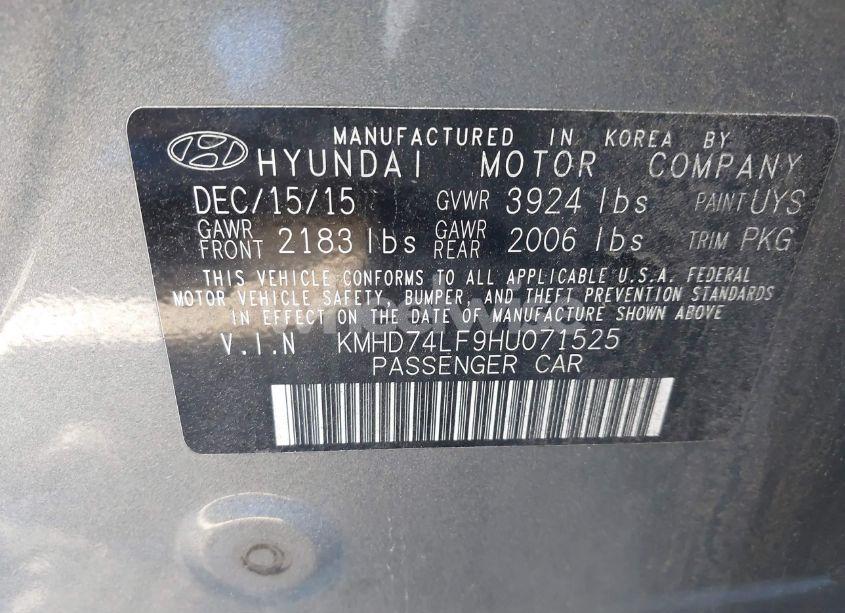 MANUFACTURED IN KOREA BY
HYUNDAI MOTOR COMPANY
DEC/15/15 GVWR 3924 lbs PAINT UYS
GAWR FRONT 2183 lbs GAWR REAR 2006 lbs TRIM PKG
THIS VEHICLE CONFORMS TO ALL APPLICABLE U.S.A. FEDERAL
MOTOR VEHICLE SAFETY, BUMPER, AND THEFT PREVENTION STANDARDS
IN EFFECT ON THE DATE OF MANUFACTURE SHOWN ABOVE
V.I.N KMHD74LF9HU071525
PASSENGER CAR